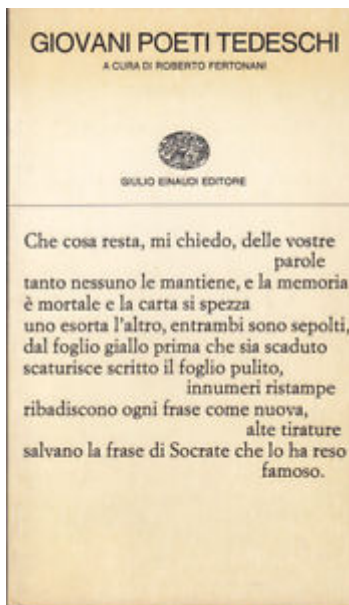 GIOVANI POETI TEDESCHI
A CURA DI ROBERTO FERTONANI
GIULIO EINAUDI EDITORE
Che cosa resta, mi chiedo, delle vostre
parole
tanto nessuno le mantiene, e la memoria
è mortale e la carta si spezza
uno esorta l'altro, entrambi sono sepolti,
dal foglio giallo prima che sia scaduto
scaturisce scritto il foglio pulito,
innumeri ristampe
ribadiscono ogni frase come nuova,
alte tirature
salvano la frase di Socrate che lo ha reso
famoso.